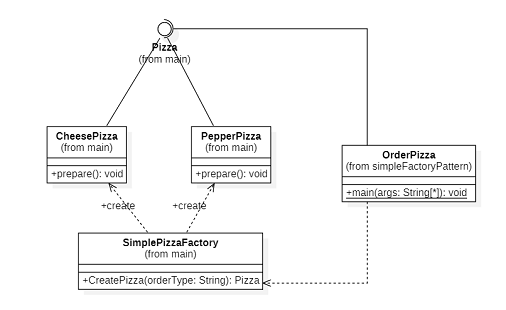 Pizza
(from main)
CheesePizza
(from main)
+prepare(): void
PepperPizza
(from main)
+prepare(): void
OrderPizza
(from simpleFactoryPattern)
+main(args: String[*]): void
+create
+create
SimplePizzaFactory
(from main)
+CreatePizza(orderType: String): Pizza